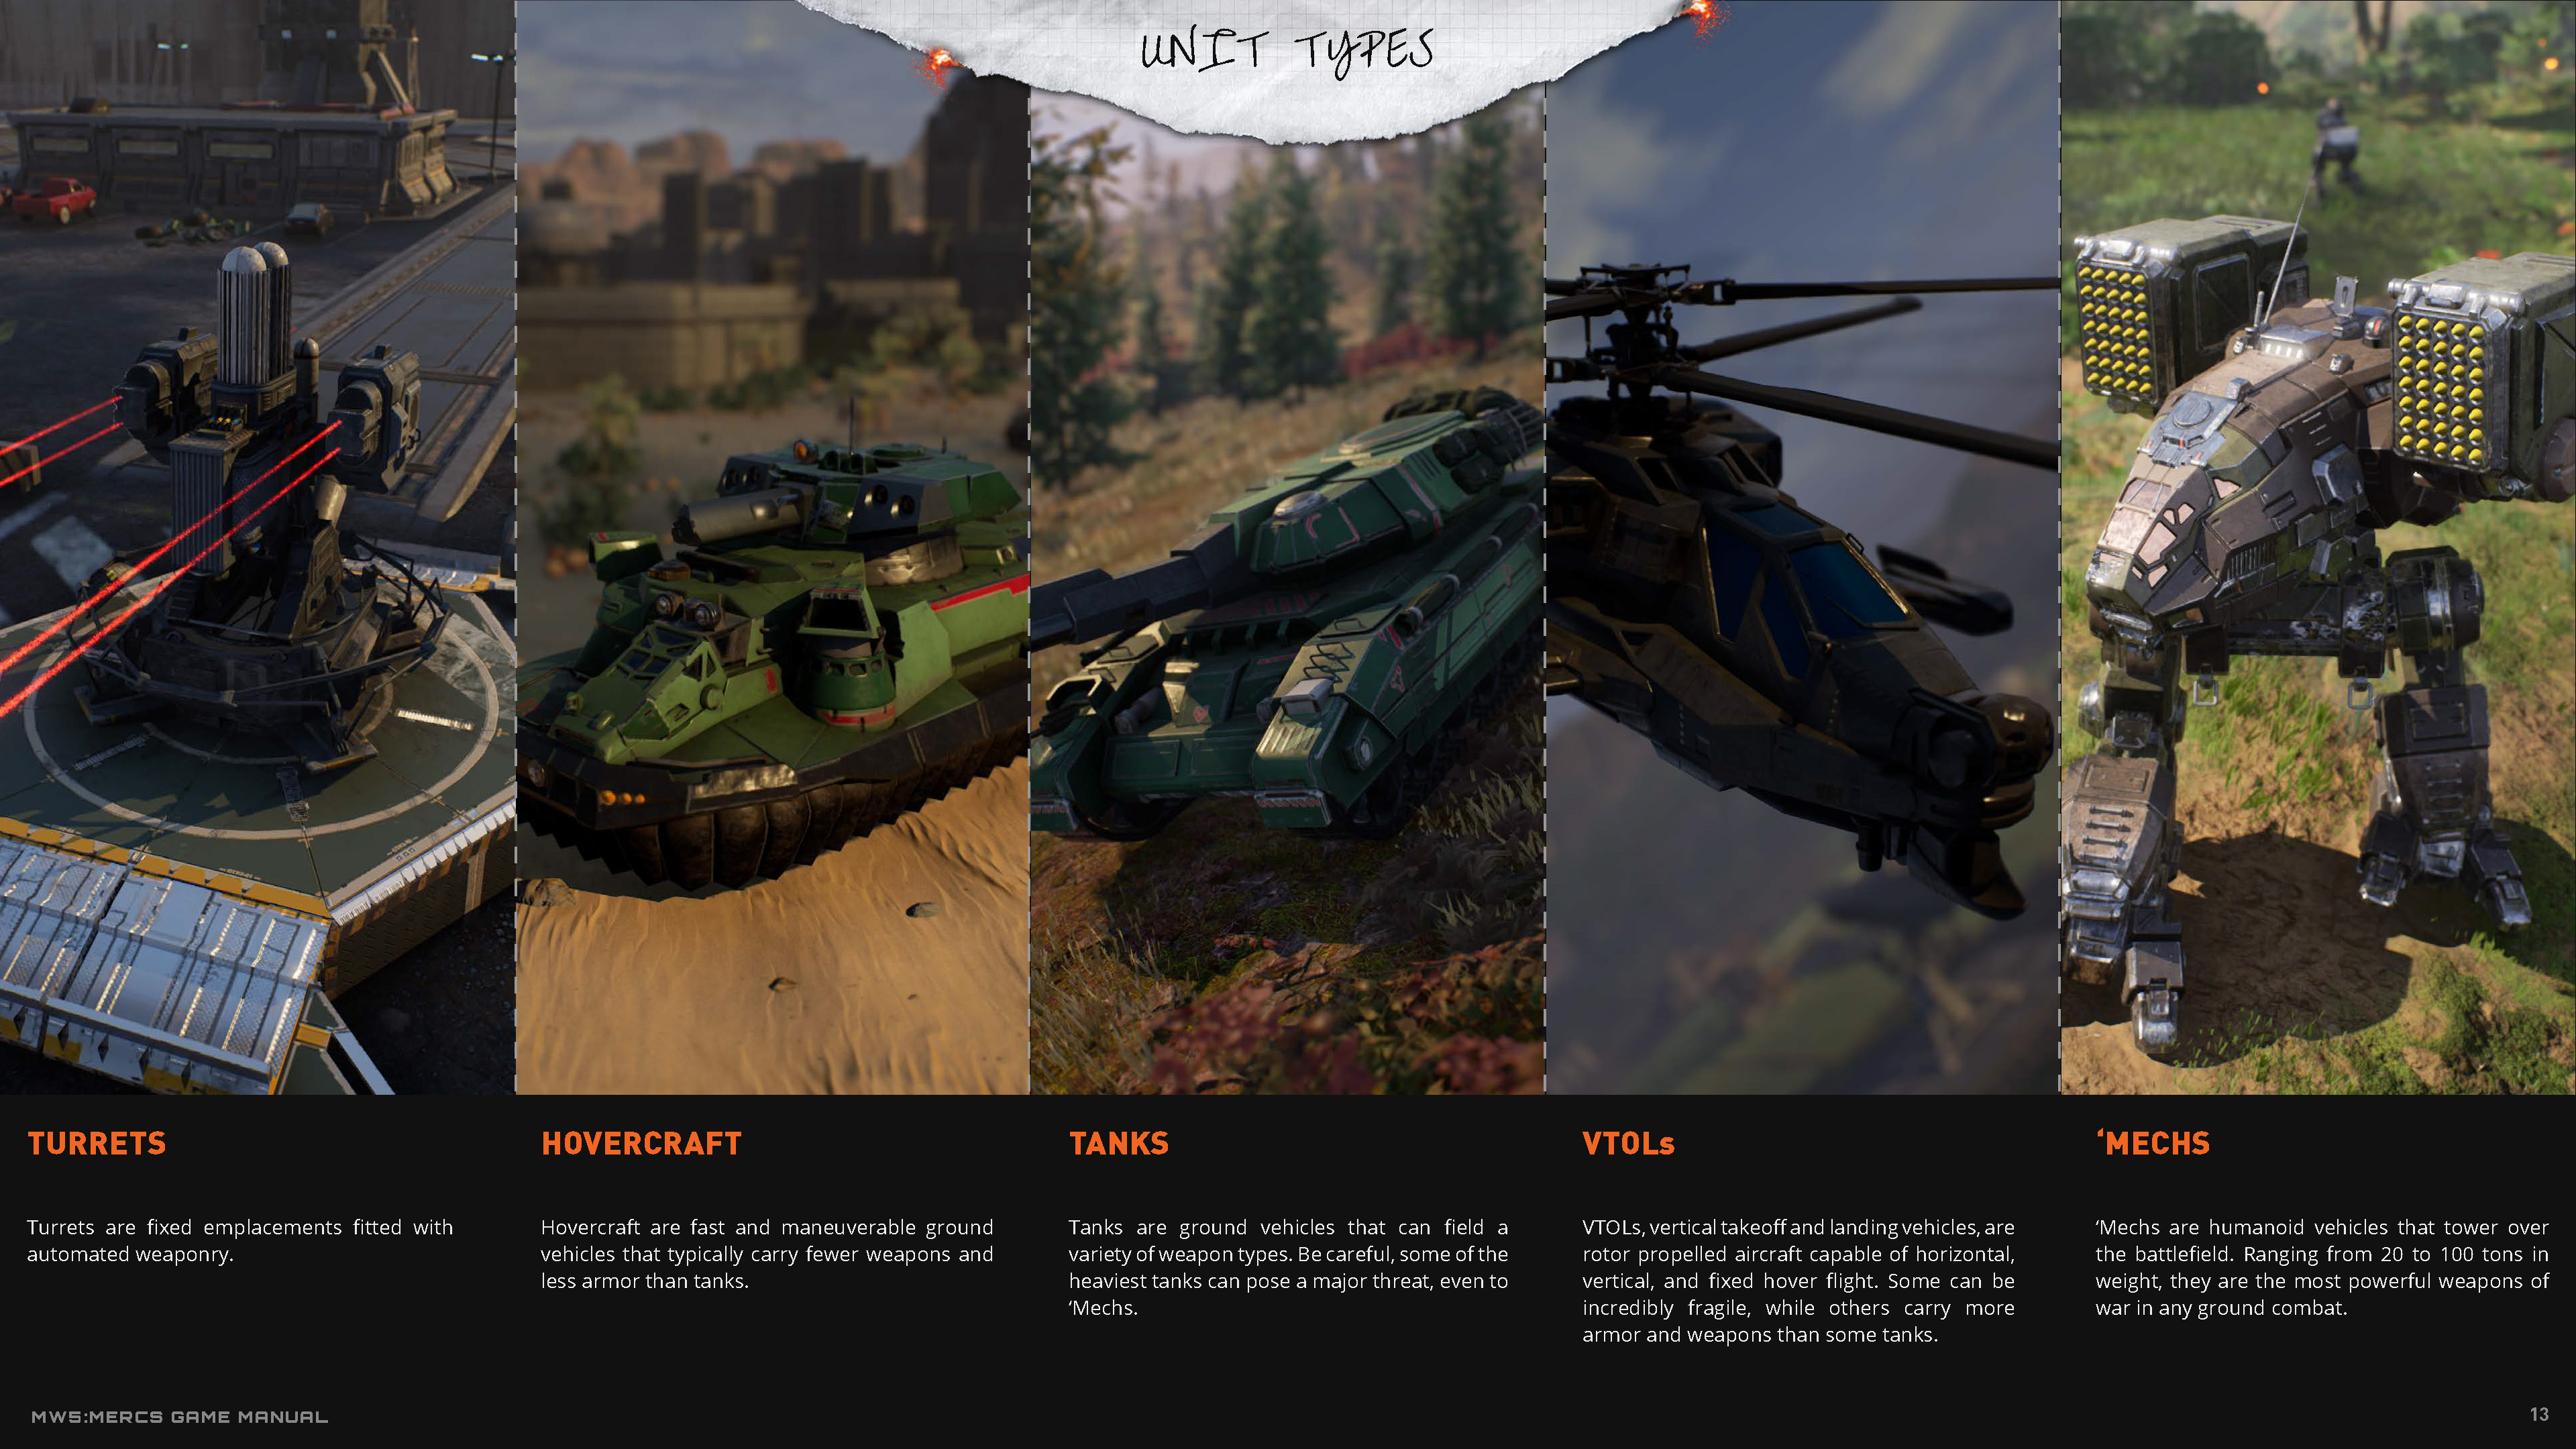 UNIT TYPES
TURRETS
Turrets are fixed emplacements fitted with
automated weaponry.
HOVERCRAFT
Hovercraft are fast and maneuverable ground
vehicles that typically carry fewer weapons and
less armor than tanks.
TANKS
Tanks are ground vehicles that can field a
variety of weapon types. Be careful, some of the
heaviest tanks can pose a major threat, even to
‘Mechs.
VTOLs
VTOLs, vertical takeoff and landing vehicles, are
rotor propelled aircraft capable of horizontal,
vertical, and fixed hover flight. Some can be
incredibly fragile, while others carry more
armor and weapons than some tanks.
‘MECHS
‘Mechs are humanoid vehicles that tower over
the battlefield. Ranging from 20 to 100 tons in
weight, they are the most powerful weapons of
war in any ground combat.
MW5:MERCS GAME MANUAL
13